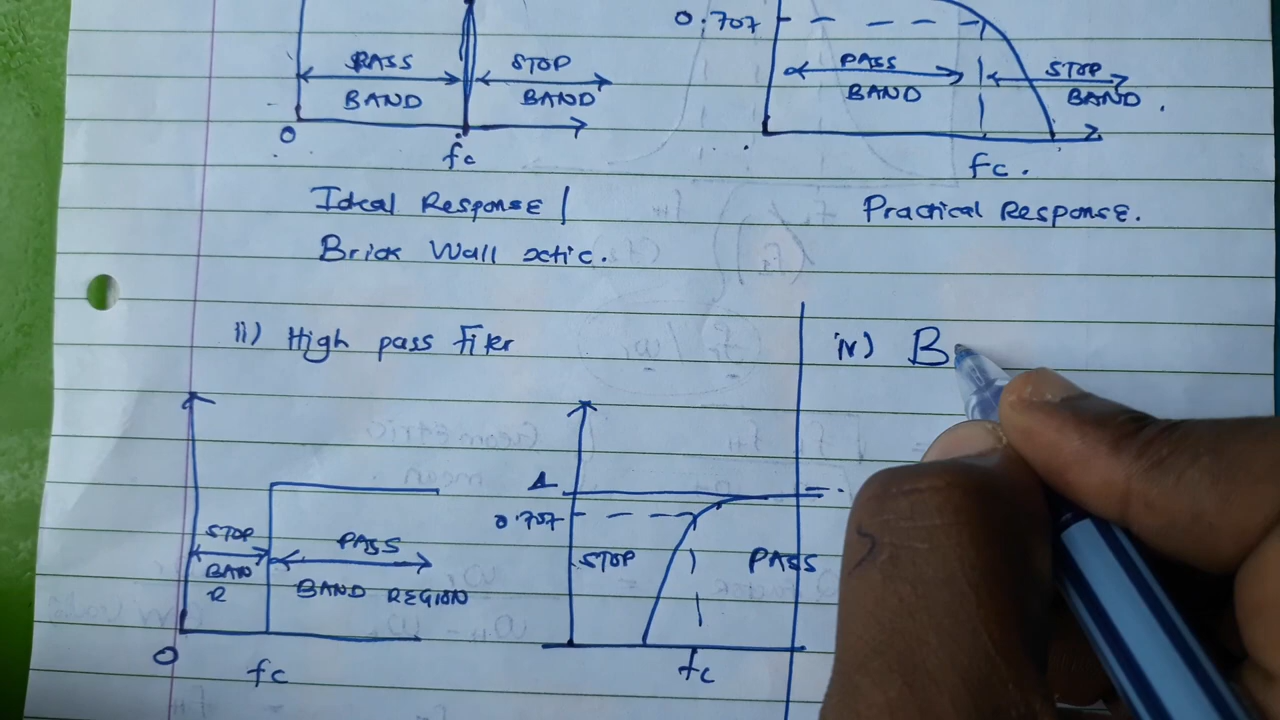 0.707
PASS
BAND
STOP
BAND
PASS
BAND
STOP
BAND.
0
fc
fc.
Ideal Response/
Brick Wall xctic.
Practical Response.
ii) High pass Filter
iv) B
1
0.707
STOP
BAND
R
PASS
BAND REGION
STOP
PASS
0
fc
fc